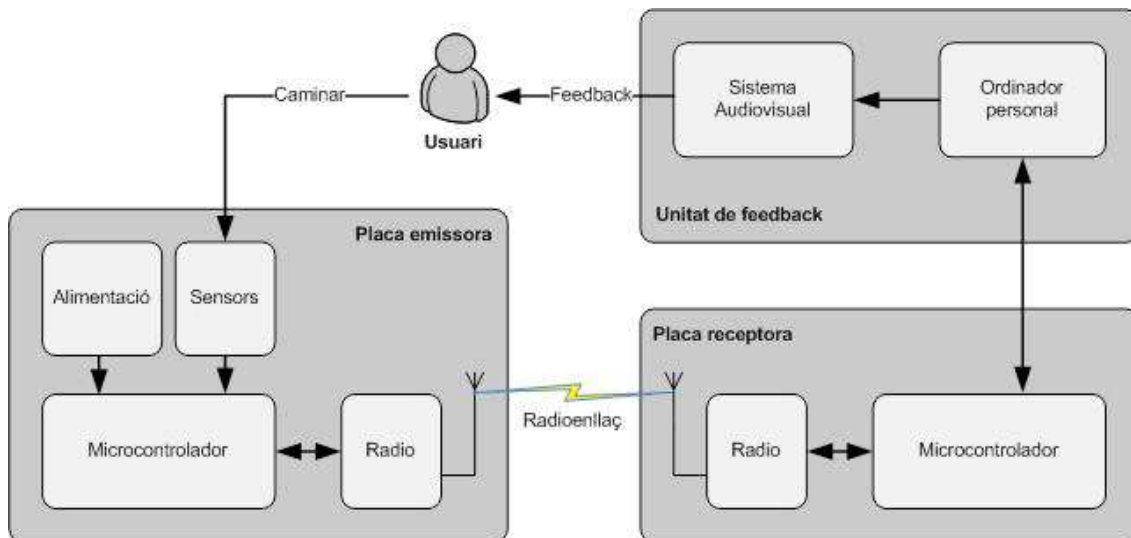 Caminar
Usuari
Feedback
Sistema
Audiovisual
Ordinador
personal
Unitat de feedback
Placa emissora
Alimentació
Sensors
Microcontrolador
Radio
Radioenllaç
Placa receptora
Radio
Microcontrolador